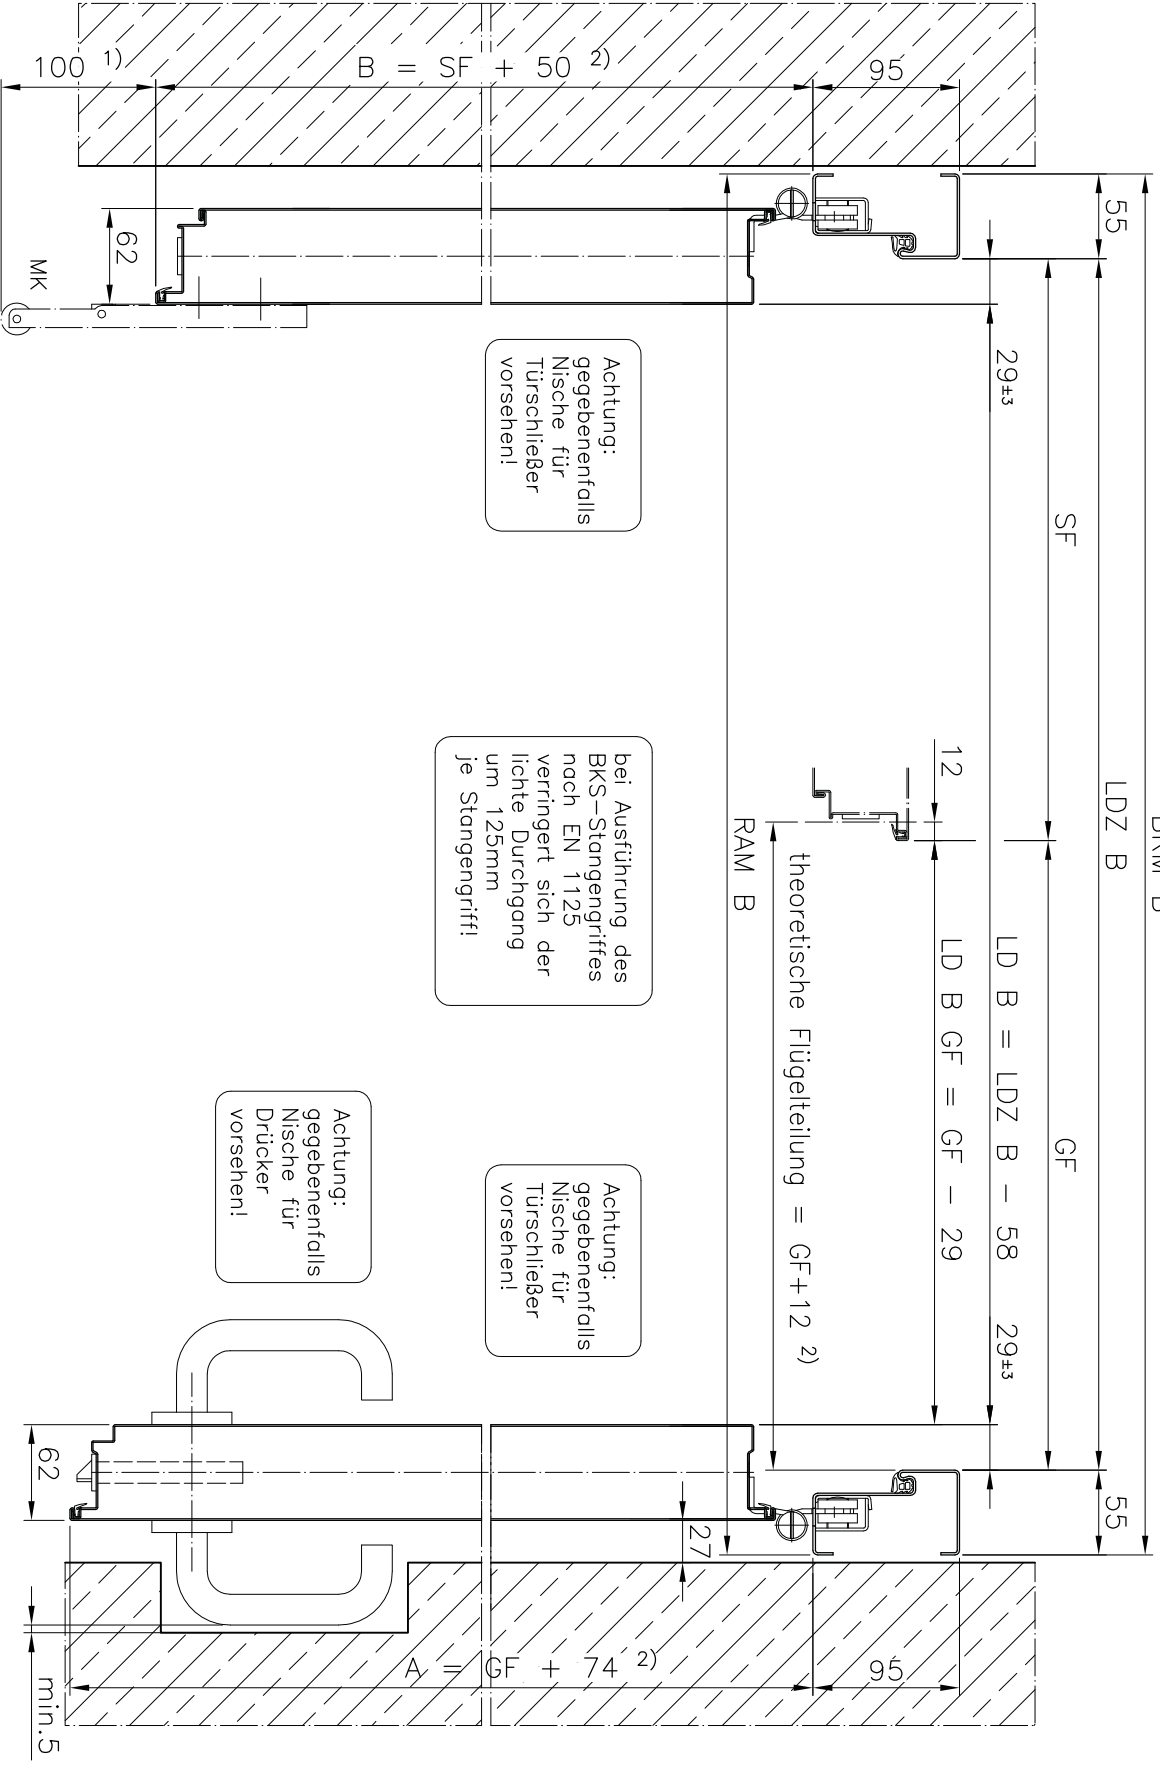 BRM B
LDZ B
55
SF
GF
55
29±3
LD B = LDZ B - 58
29±3
12
LD B GF = GF - 29
theoretische Flügelteilung = GF+12 2)
RAM B
95
95
B = SF + 50 2)
A = GF + 74 2)
100 1)
27
62
62
MK
min.5
Achtung:
gegebenenfalls
Nische für
Türschließer
vorsehen!
bei Ausführung des
BKS-Stangengriffes
nach EN 1125
verringert sich der
lichte Durchgang
um 125mm
je Stangengriff!
Achtung:
gegebenenfalls
Nische für
Türschließer
vorsehen!
Achtung:
gegebenenfalls
Nische für
Drücker
vorsehen!